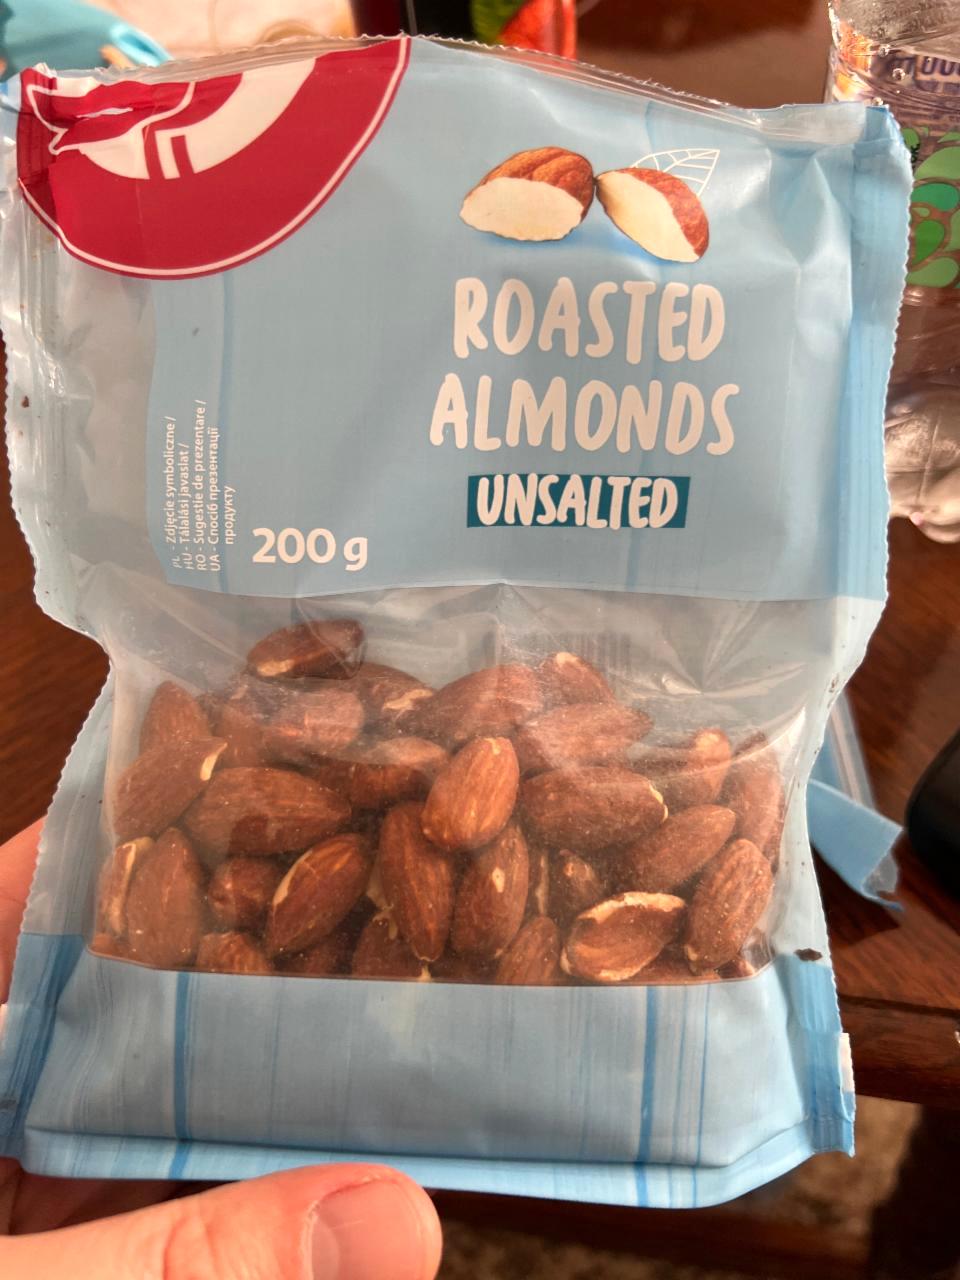 ROASTED
ALMONDS
UNSALTED
200 g
PL - Zdjęcie symboliczne /
HU - Tálalási javaslat /
RO - Sugestie de prezentare /
UA - Спосіб презентації
продукту